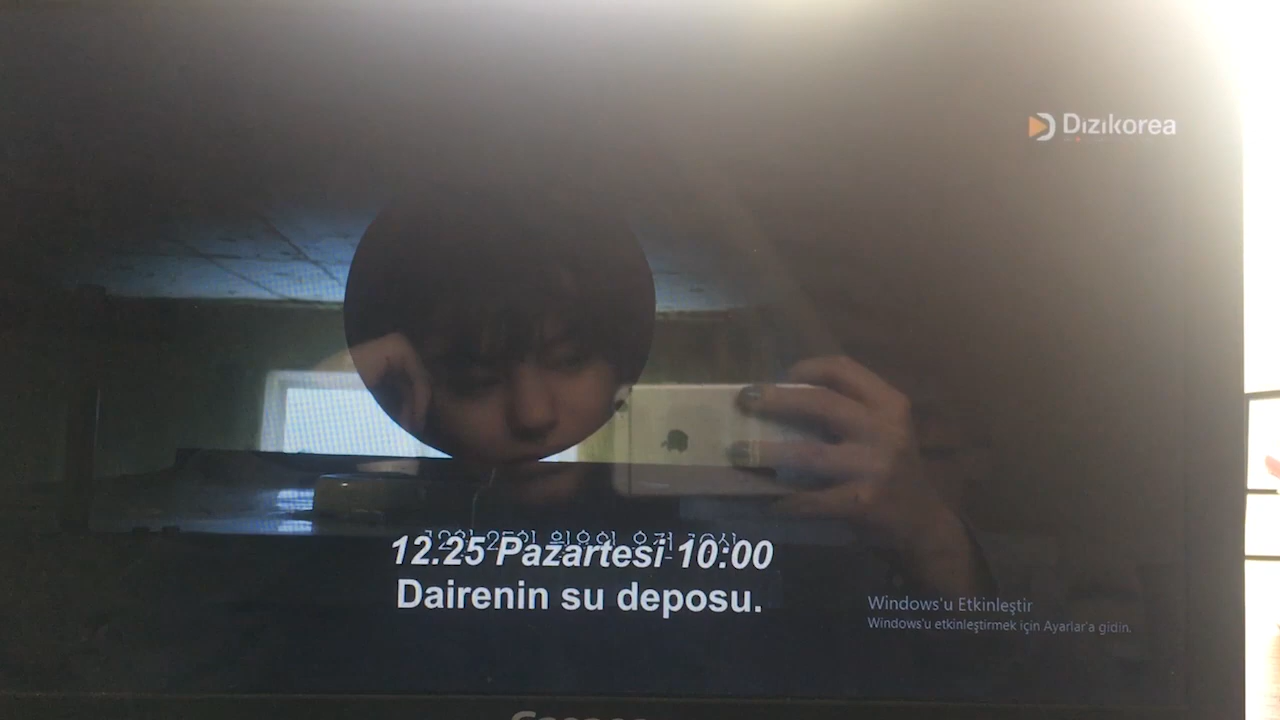 Dizikorea
12.25 Pazartesi 10:00
Dairenin su deposu.
Windows'u Etkinleştir
Windows'u etkinleştirmek için Ayarlar'a gidin.